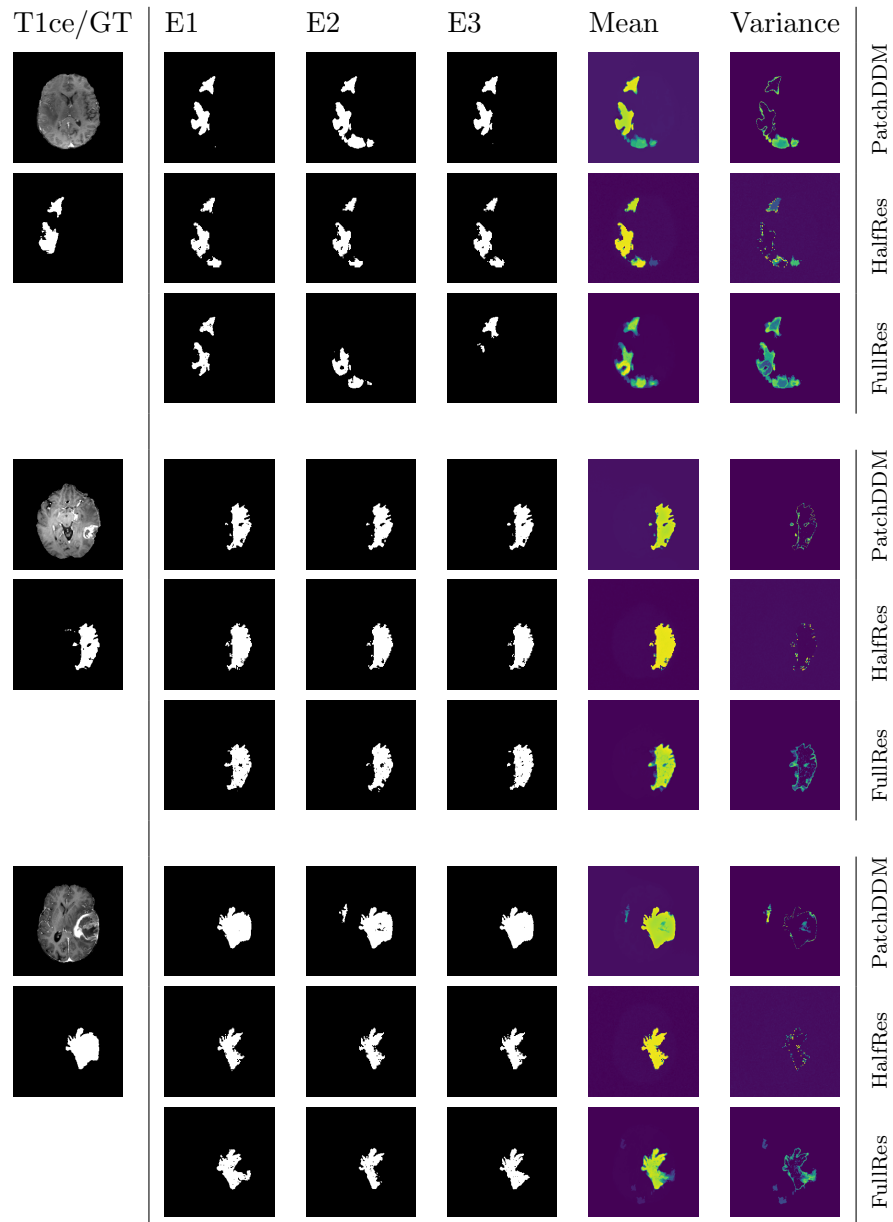 T1ce/GT E1 E2 E3 Mean Variance
PatchDDM
HalfRes
FullRes
PatchDDM
HalfRes
FullRes
PatchDDM
HalfRes
FullRes